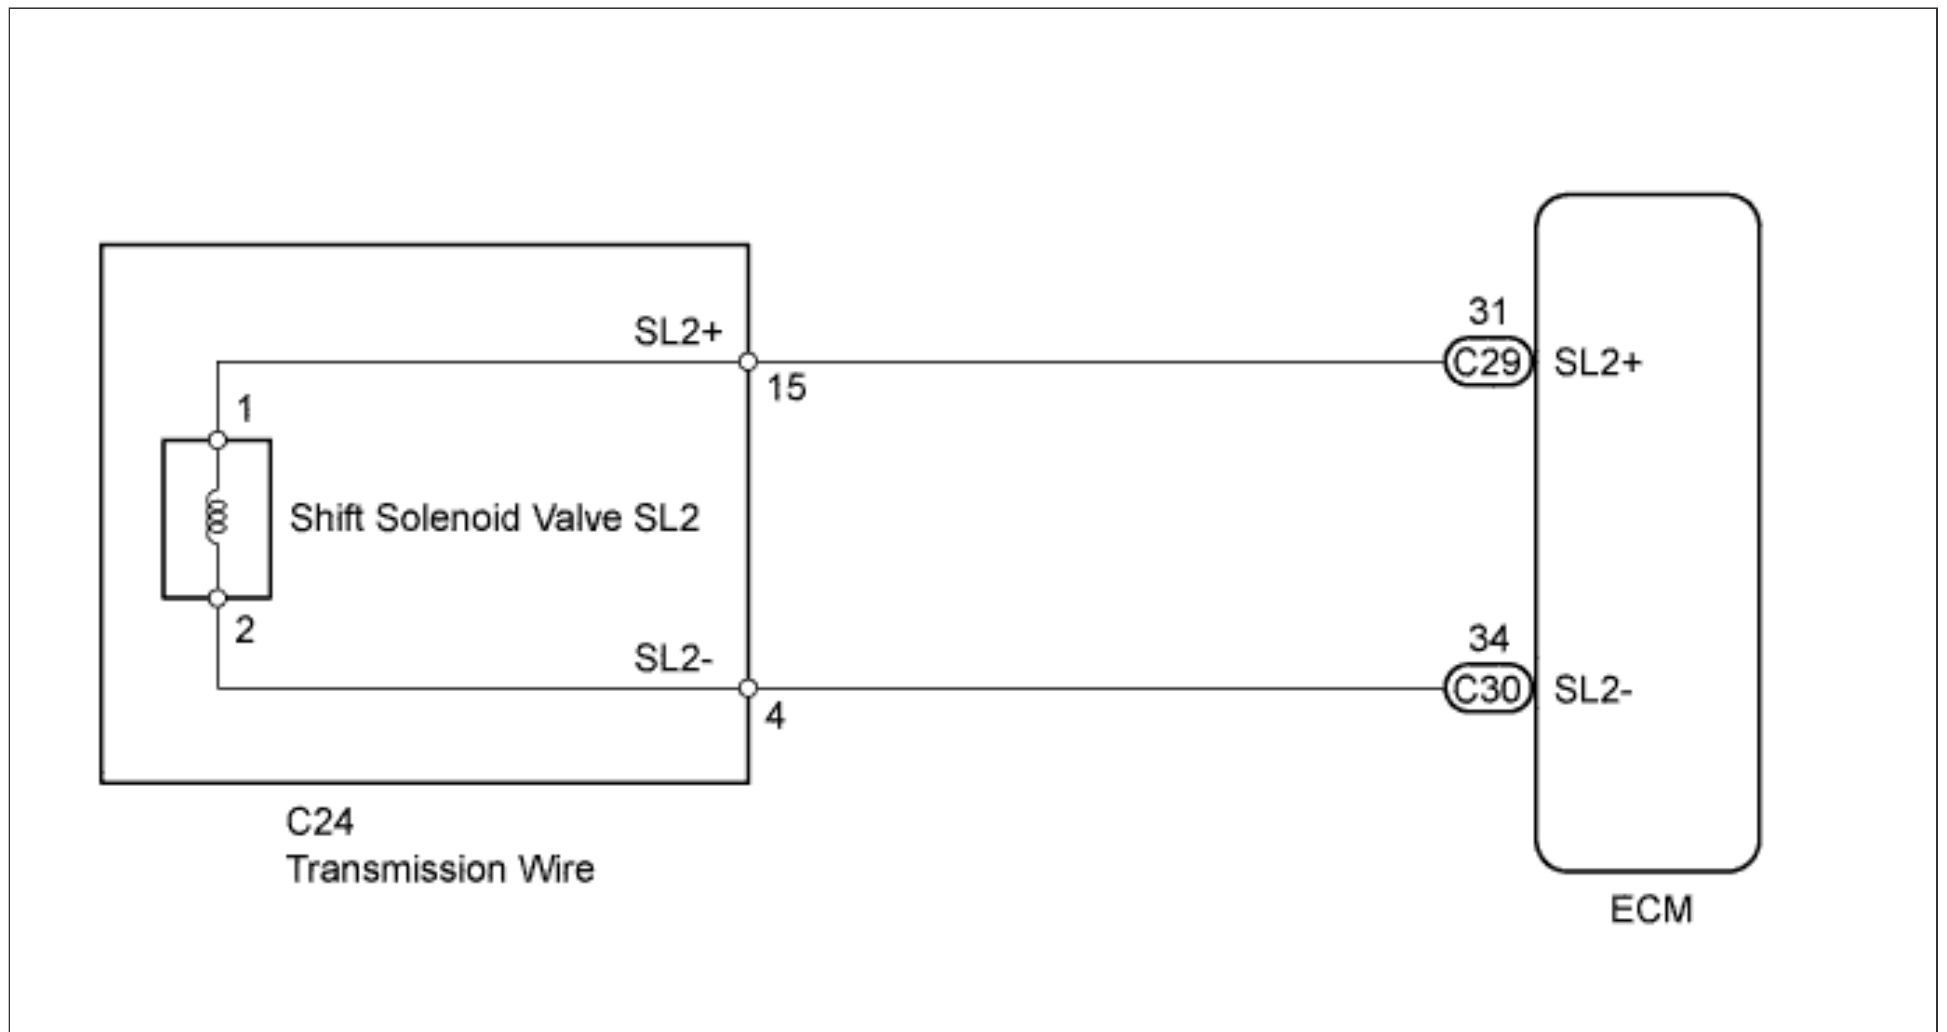 SL2+
15
1
Shift Solenoid Valve SL2
2
SL2-
4
C24
Transmission Wire
31
C29
SL2+
34
C30
SL2-
ECM